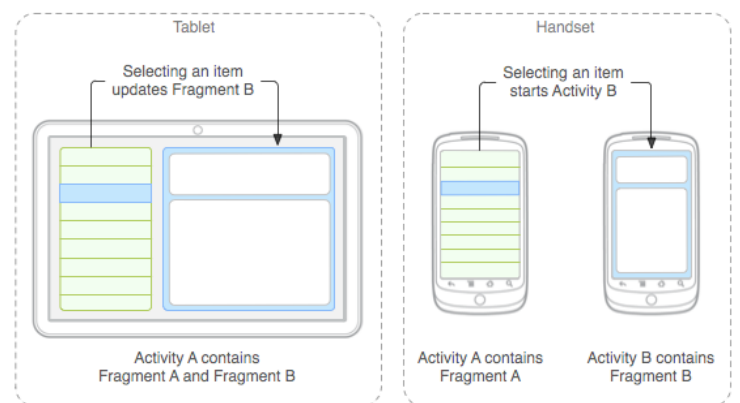 Tablet
Selecting an item
updates Fragment B
Activity A contains
Fragment A and Fragment B
Handset
Selecting an item
starts Activity B
Activity A contains
Fragment A
Activity B contains
Fragment B